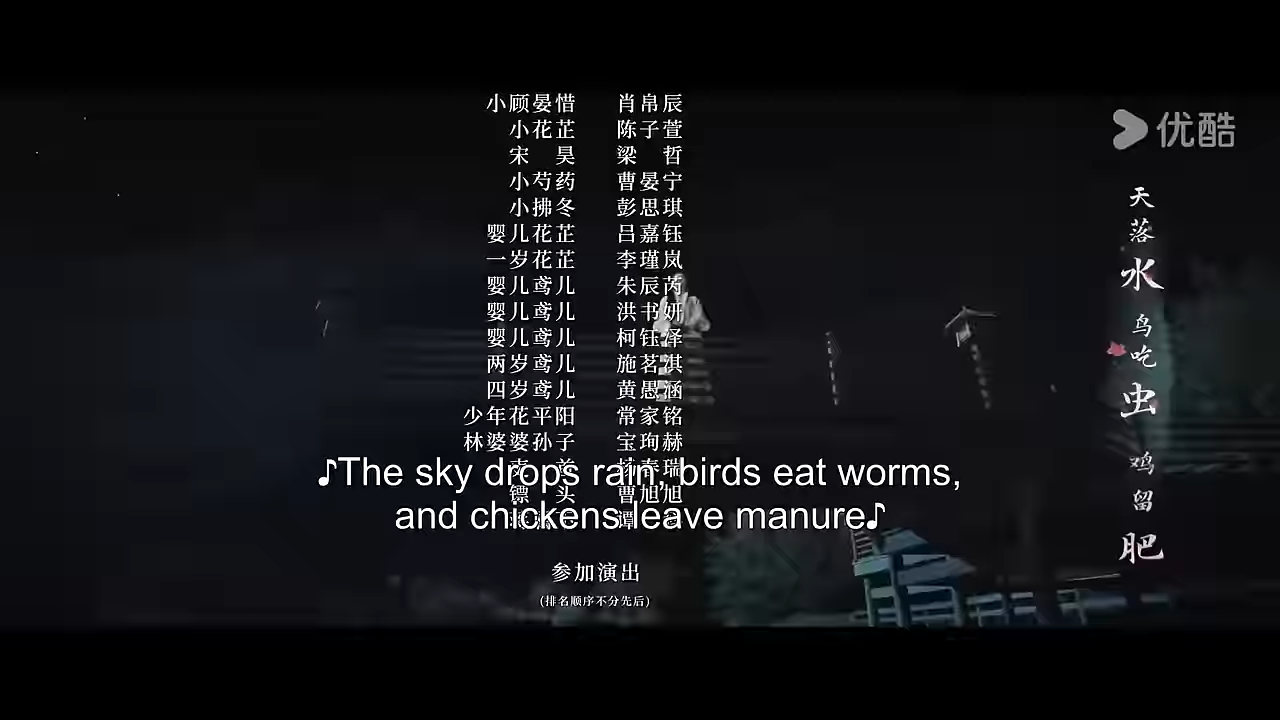 小顾晏惜 肖帛辰
小花芷 陈子萱
宋昊 梁哲
小芍药 曹晏宁
小拂冬 彭思琪
婴儿花芷 吕嘉钰
一岁花芷 李瑾岚
婴儿鸢儿 朱辰芮
婴儿鸢儿 洪书妍
婴儿鸢儿 柯钰泽
两岁鸢儿 施茗淇
四岁鸢儿 黄愚涵
少年花平阳 常家铭
林婆婆孙子 宝珣赫
镖头 曹旭旭
♪The sky drops rain, birds eat worms,
and chickens leave manure♪
参加演出
(排名顺序不分先后)
优酷
天落水鸟吃虫鸡留肥